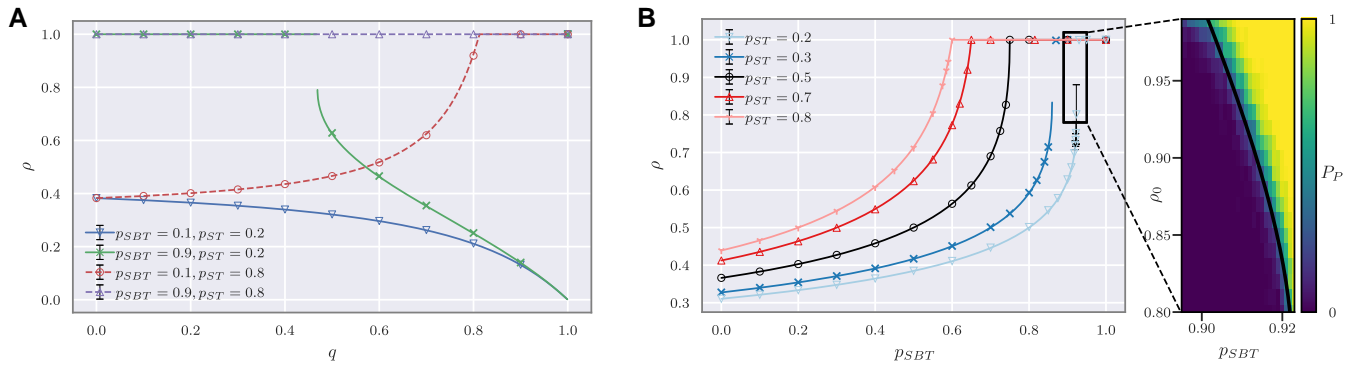 A
1.0
0.8
0.6
0.4
0.2
0.0
ρ
p_SBT = 0.1, p_ST = 0.2
p_SBT = 0.9, p_ST = 0.2
p_SBT = 0.1, p_ST = 0.8
p_SBT = 0.9, p_ST = 0.8
0.0 0.2 0.4 0.6 0.8 1.0
q
B
1.0
0.9
0.8
0.7
0.6
0.5
0.4
0.3
ρ
p_ST = 0.2
p_ST = 0.3
p_ST = 0.5
p_ST = 0.7
p_ST = 0.8
0.0 0.2 0.4 0.6 0.8 1.0
p_SBT
ρ₀
0.95
0.90
ρ₀
0.85
0.80
0.90 0.92
p_SBT
1
P_P
0